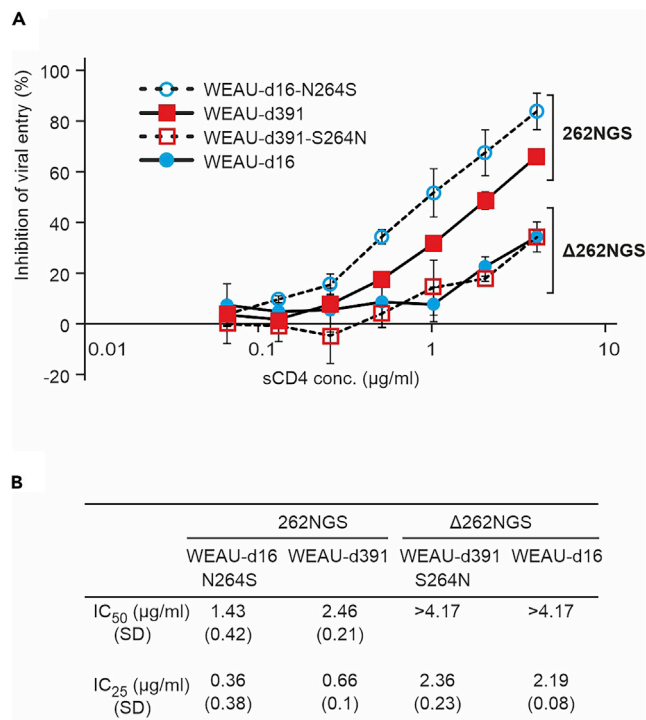 A
100
80
60
40
20
0
-20
Inhibition of viral entry (%)
WEAU-d16-N264S
WEAU-d391
WEAU-d391-S264N
WEAU-d16
262NGS
Δ262NGS
0.01 0.1 1 10
sCD4 conc. (µg/ml)
B
262NGS Δ262NGS
WEAU-d16 WEAU-d391 WEAU-d391 WEAU-d16
N264S S264N
IC50 (µg/ml) 1.43 2.46 >4.17 >4.17
(SD) (0.42) (0.21)
IC25 (µg/ml) 0.36 0.66 2.36 2.19
(SD) (0.38) (0.1) (0.23) (0.08)